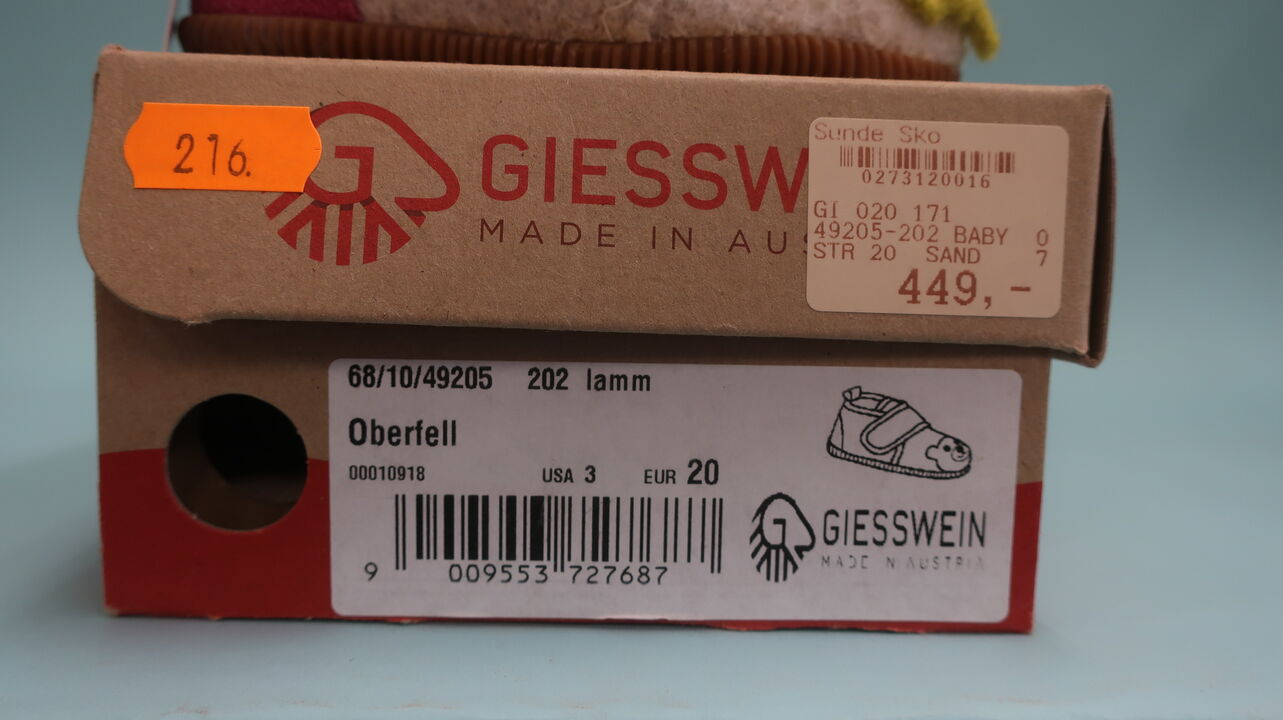 216.
G
GIESSW
MADE IN AUS
Sunde Sko
0273120016
GI 020 171
49205-202 BABY 0
STR 20 SAND 7
449,-
68/10/49205 202 lamm
Oberfell
00010918 USA 3 EUR 20
9 009553 727687
G GIESSWEIN
MADE IN AUSTRIA